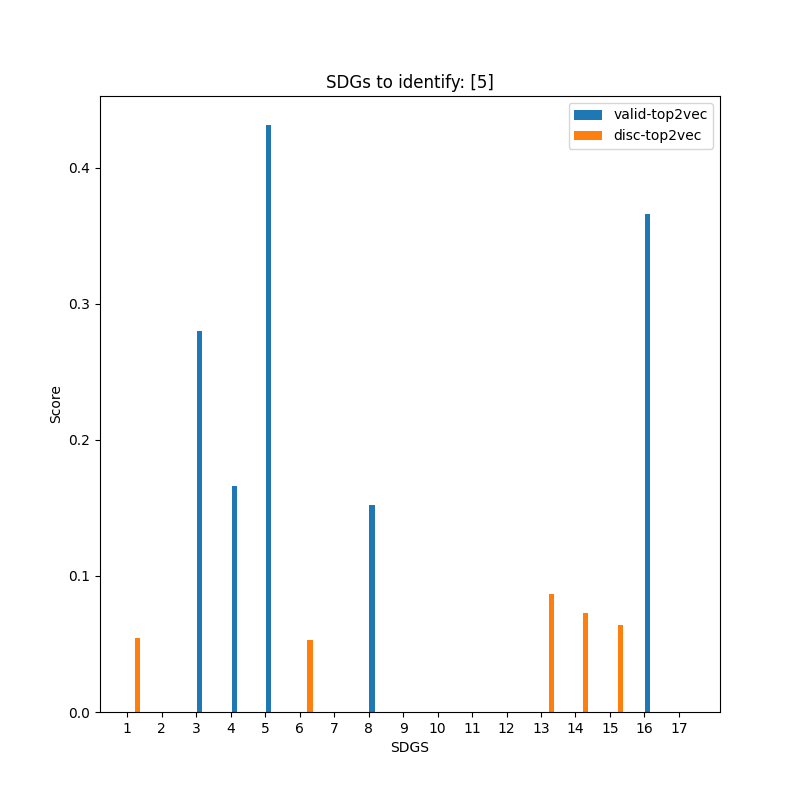 SDGs to identify: [5]
valid-top2vec
disc-top2vec
0.4
0.3
0.2
0.1
0.0
Score
1 2 3 4 5 6 7 8 9 10 11 12 13 14 15 16 17
SDGS